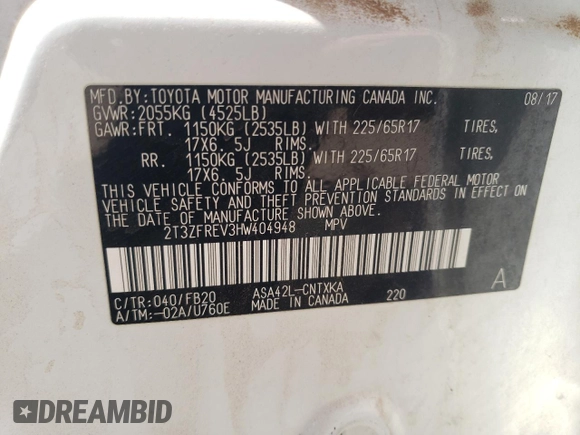 MFD.BY:TOYOTA MOTOR MANUFACTURING CANADA INC. 08/17
GVWR:2055KG (4525LB)
GAWR:FRT. 1150KG (2535LB) WITH 225/65R17 TIRES,
17X6. 5J RIMS.
RR. 1150KG (2535LB) WITH 225/65R17 TIRES,
17X6. 5J RIMS.
THIS VEHICLE CONFORMS TO ALL APPLICABLE FEDERAL MOTOR
VEHICLE SAFETY AND THEFT PREVENTION STANDARDS IN EFFECT ON
THE DATE OF MANUFACTURE SHOWN ABOVE.
2T3ZFREV3HW404948 MPV
C/TR:040/FB20 ASA42L-CNTXKA 220 A
A/TM:-02A/U760E MADE IN CANADA
DREAMBID